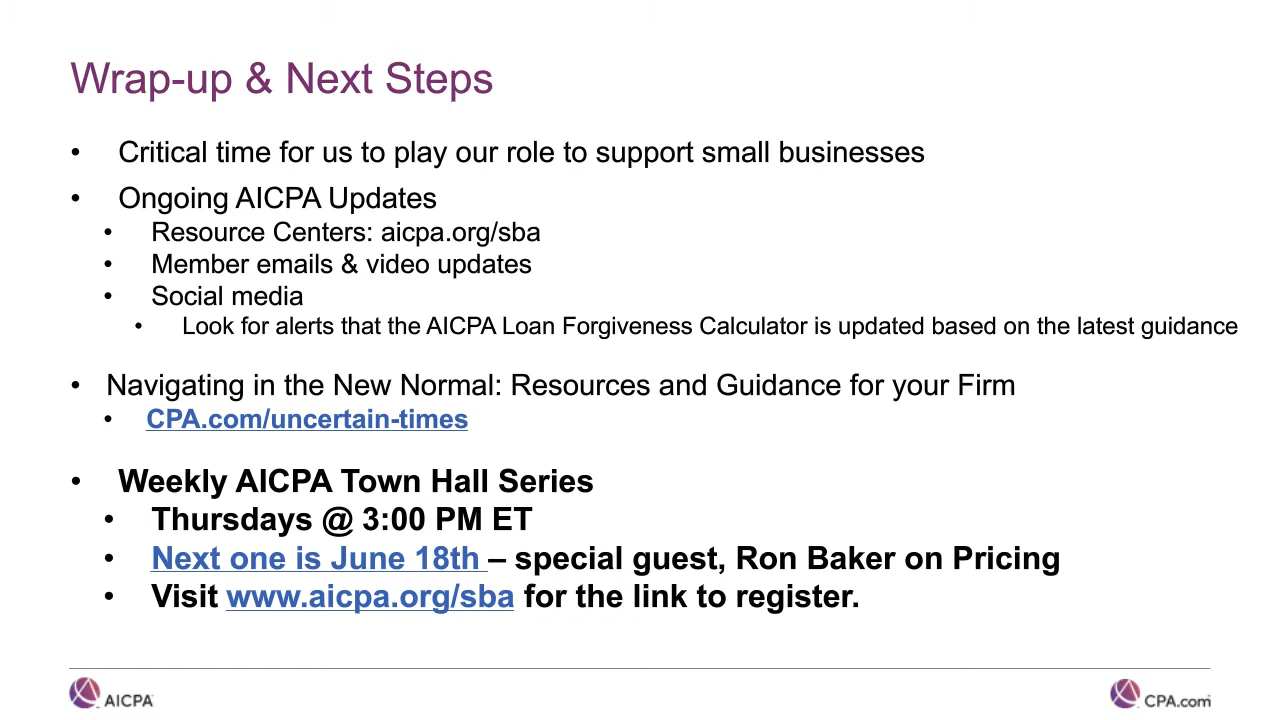 Wrap-up & Next Steps
• Critical time for us to play our role to support small businesses
• Ongoing AICPA Updates
• Resource Centers: aicpa.org/sba
• Member emails & video updates
• Social media
• Look for alerts that the AICPA Loan Forgiveness Calculator is updated based on the latest guidance
• Navigating in the New Normal: Resources and Guidance for your Firm
• CPA.com/uncertain-times
• Weekly AICPA Town Hall Series
• Thursdays @ 3:00 PM ET
• Next one is June 18th – special guest, Ron Baker on Pricing
• Visit www.aicpa.org/sba for the link to register.
AICPA
CPA.com